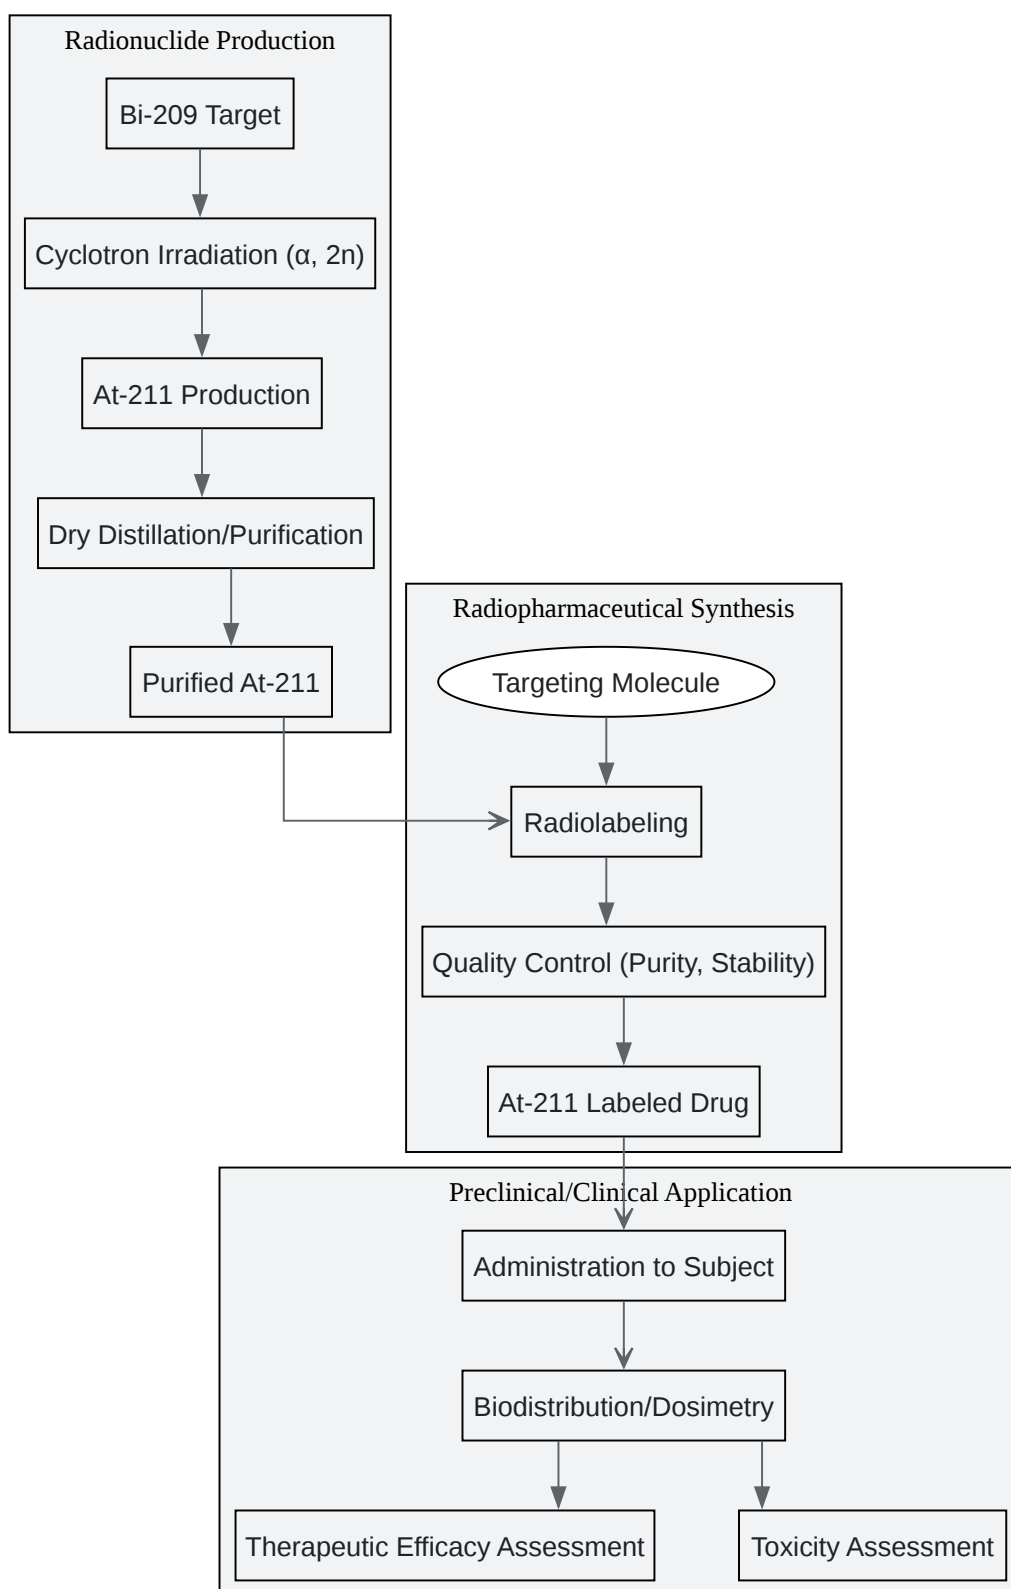 Radionuclide Production
Bi-209 Target
Cyclotron Irradiation (α, 2n)
At-211 Production
Dry Distillation/Purification
Purified At-211
Radiopharmaceutical Synthesis
Targeting Molecule
Radiolabeling
Quality Control (Purity, Stability)
At-211 Labeled Drug
Preclinical/Clinical Application
Administration to Subject
Biodistribution/Dosimetry
Therapeutic Efficacy Assessment
Toxicity Assessment